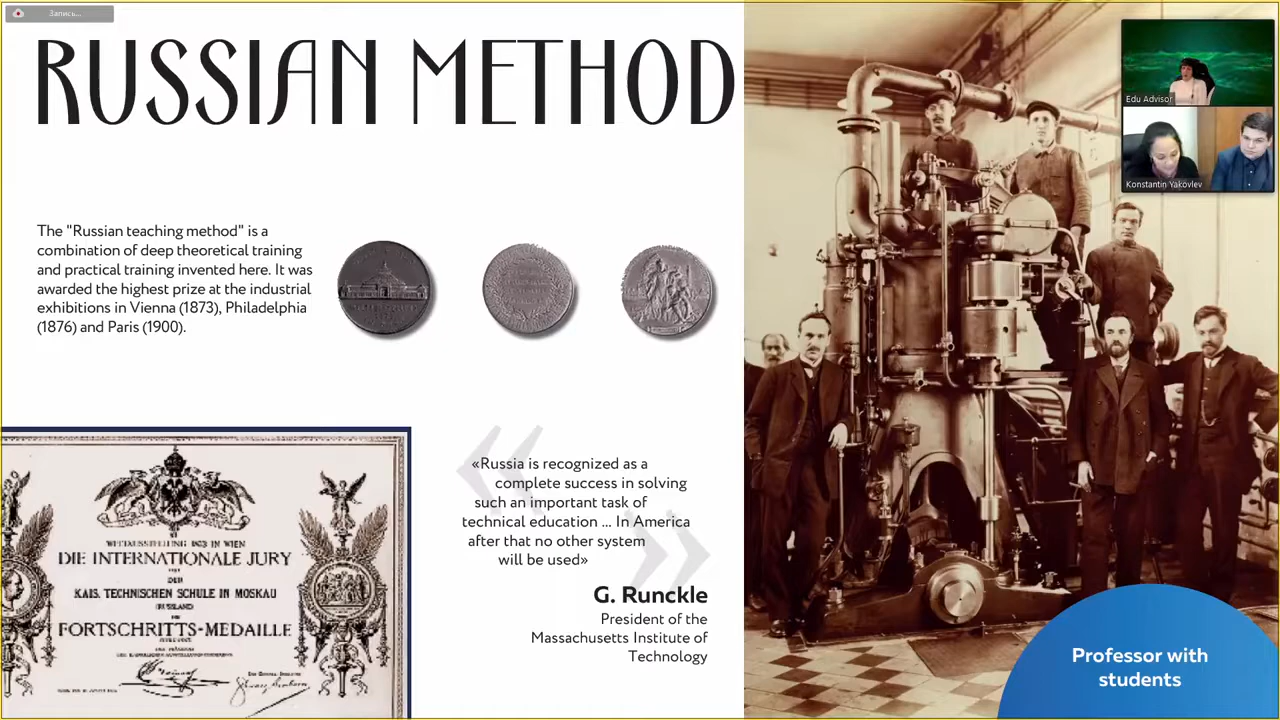 Запись...
RUSSIAN METHOD
The "Russian teaching method" is a
combination of deep theoretical training
and practical training invented here. It was
awarded the highest prize at the industrial
exhibitions in Vienna (1873), Philadelphia
(1876) and Paris (1900).
WELTAUSSTELLUNG 1873 IN WIEN
DIE INTERNATIONALE JURY
DER
KAIS. TECHNISCHEN SCHULE IN MOSKAU
(RUSSLAND)
DIE
FORTSCHRITTS-MEDAILLE
«Russia is recognized as a
complete success in solving
such an important task of
technical education ... In America
after that no other system
will be used»
G. Runckle
President of the
Massachusetts Institute of
Technology
Edu Advisor
Konstantin Yakovlev
Professor with
students